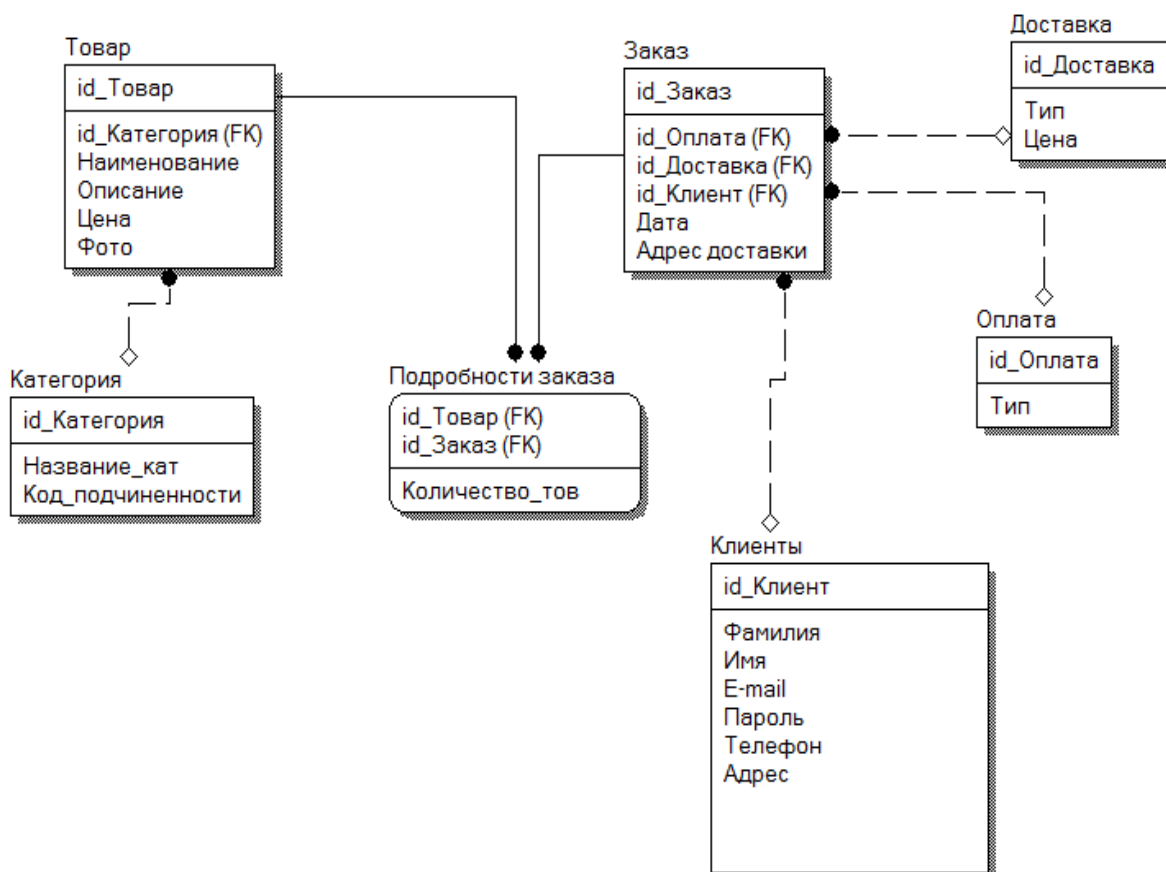 Товар
id_Товар
id_Категория (FK)
Наименование
Описание
Цена
Фото
Заказ
id_Заказ
id_Оплата (FK)
id_Доставка (FK)
id_Клиент (FK)
Дата
Адрес доставки
Доставка
id_Доставка
Тип
Цена
Оплата
id_Оплата
Тип
Категория
id_Категория
Название_кат
Код_подчиненности
Подробности заказа
id_Товар (FK)
id_Заказ (FK)
Количество_тов
Клиенты
id_Клиент
Фамилия
Имя
E-mail
Пароль
Телефон
Адрес